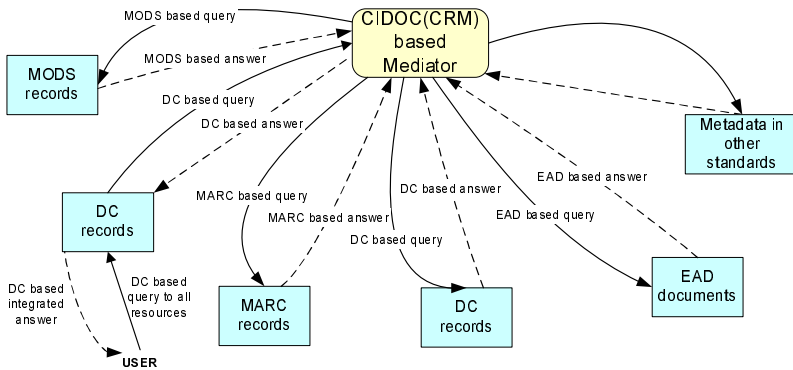 MODS based query
CIDOC(CRM)
based
Mediator
MODS based answer
MODS
records
DC based query
DC based answer
Metadata in
other
standards
EAD based answer
MARC based query
DC based answer
MARC based answer
EAD based query
DC based query
DC
records
DC based
integrated
answer
DC based
query to all
resources
MARC
records
DC
records
EAD
documents
USER